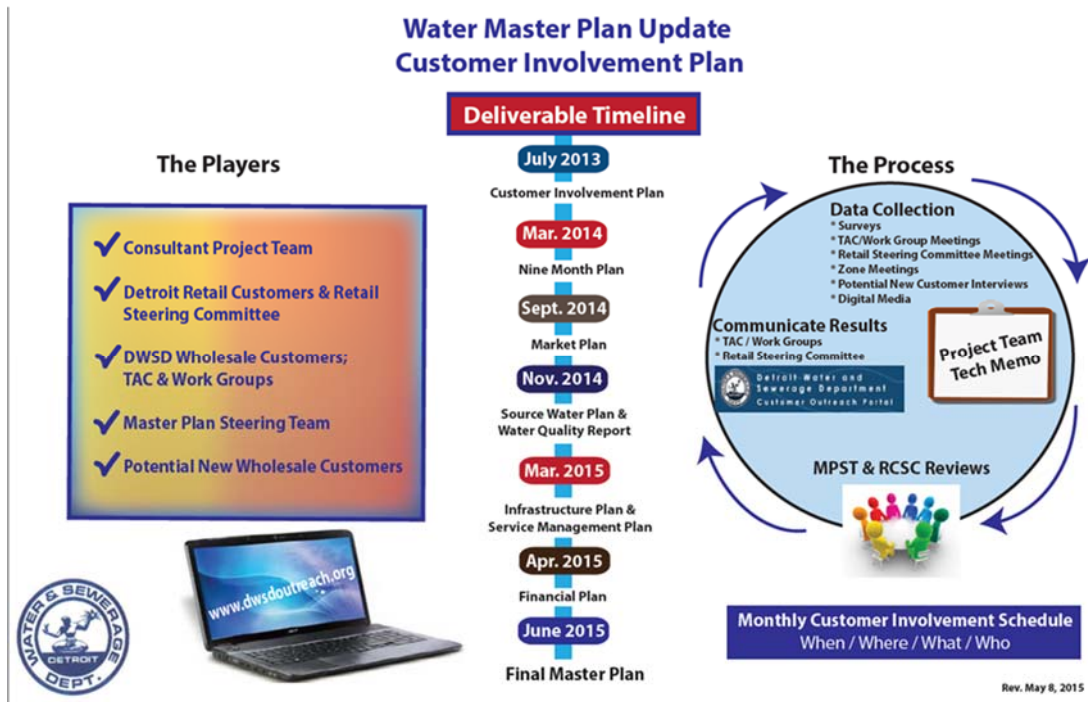 Water Master Plan Update
Customer Involvement Plan
Deliverable Timeline
The Players
✓ Consultant Project Team
✓ Detroit Retail Customers & Retail
Steering Committee
✓ DWSD Wholesale Customers;
TAC & Work Groups
✓ Master Plan Steering Team
✓ Potential New Wholesale Customers
www.dwsdoutreach.org
WATER & SEWERAGE
DETROIT
DEPT.
July 2013
Customer Involvement Plan
Mar. 2014
Nine Month Plan
Sept. 2014
Market Plan
Nov. 2014
Source Water Plan &
Water Quality Report
Mar. 2015
Infrastructure Plan &
Service Management Plan
Apr. 2015
Financial Plan
June 2015
Final Master Plan
The Process
Data Collection
* Surveys
* TAC/Work Group Meetings
* Retail Steering Committee Meetings
* Zone Meetings
* Potential New Customer Interviews
* Digital Media
Project Team
Tech Memo
Communicate Results
* TAC / Work Groups
* Retail Steering Committee
Detroit Water and
Sewerage Department
Customer Outreach Portal
MPST & RCSC Reviews
Monthly Customer Involvement Schedule
When / Where / What / Who
Rev. May 8, 2015